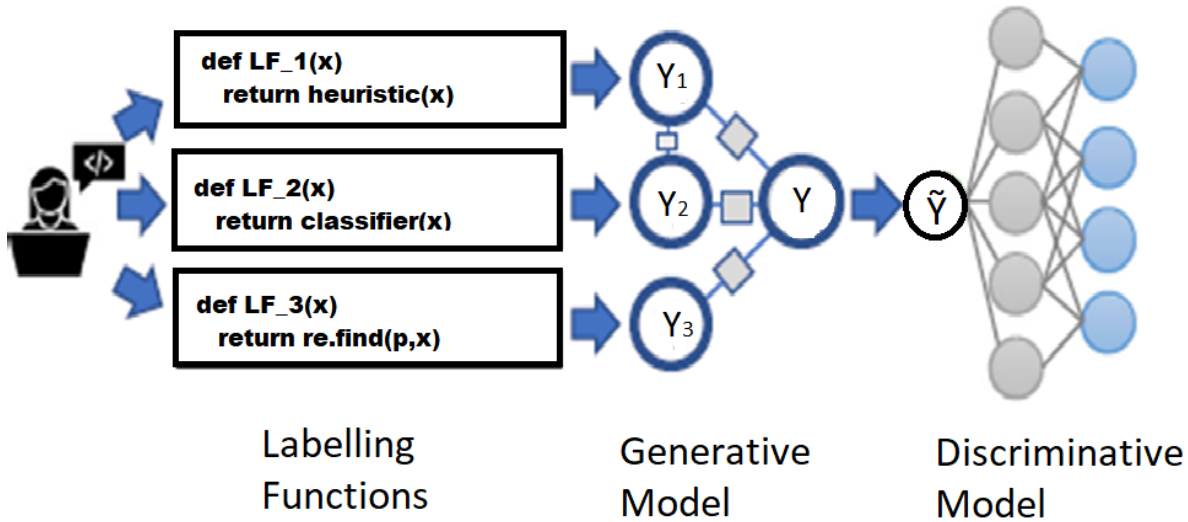 </>
def LF_1(x)
return heuristic(x)
def LF_2(x)
return classifier(x)
def LF_3(x)
return re.find(p,x)
Y1
Y2
Y3
Y
Ỹ
Labelling
Functions
Generative
Model
Discriminative
Model